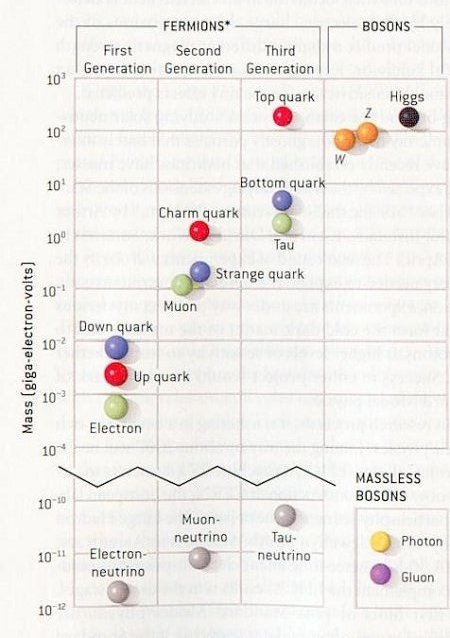 FERMIONS*
BOSONS
First
Generation
Second
Generation
Third
Generation
10³
10²
10¹
10⁰
10⁻¹
10⁻²
10⁻³
10⁻⁴
10⁻¹⁰
10⁻¹¹
10⁻¹²
Mass (giga-electron-volts)
Top quark
Higgs
Z
W
Bottom quark
Tau
Charm quark
Strange quark
Muon
Down quark
Up quark
Electron
Electron-
neutrino
Muon-
neutrino
Tau-
neutrino
MASSLESS
BOSONS
Photon
Gluon